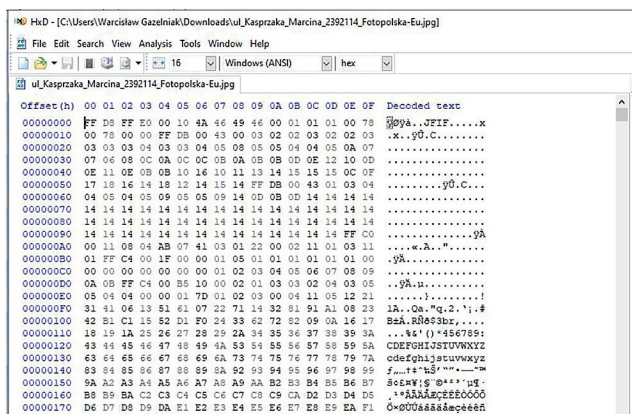 HxD - [C:\Users\Warcisław Gazelniak\Downloads\ul_Kasprzaka_Marcina_2392114_Fotopolska-Eu.jpg]
File Edit Search View Analysis Tools Window Help
16 Windows (ANSI) hex
ul_Kasprzaka_Marcina_2392114_Fotopolska-Eu.jpg
Offset(h) 00 01 02 03 04 05 06 07 08 09 0A 0B 0C 0D 0E 0F Decoded text
00000000 FF D8 FF E0 00 10 4A 46 49 46 00 01 01 01 00 78 ÿØÿà..JFIF.....x
00000010 00 78 00 00 FF DB 00 43 00 03 02 02 03 02 02 03 .x..ÿÛ.C........
00000020 03 03 03 04 03 03 04 05 08 05 05 04 04 05 0A 07 ................
00000030 07 06 08 0C 0A 0C 0C 0B 0A 0B 0B 0D 0E 12 10 0D ................
00000040 0E 11 0E 0B 0B 10 16 10 11 13 14 15 15 15 0C 0F ................
00000050 17 18 16 14 18 12 14 15 14 FF DB 00 43 01 03 04 .........ÿÛ.C...
00000060 04 05 04 05 09 05 05 09 14 0D 0B 0D 14 14 14 14 ................
00000070 14 14 14 14 14 14 14 14 14 14 14 14 14 14 14 14 ................
00000080 14 14 14 14 14 14 14 14 14 14 14 14 14 14 14 14 ................
00000090 14 14 14 14 14 14 14 14 14 14 14 14 14 14 FF C0 ..............ÿÀ
000000A0 00 11 08 04 AB 07 41 03 01 22 00 02 11 01 03 11 ....«.A.."......
000000B0 01 FF C4 00 1F 00 00 01 05 01 01 01 01 01 01 00 .ÿÄ.............
000000C0 00 00 00 00 00 00 00 01 02 03 04 05 06 07 08 09 ................
000000D0 0A 0B FF C4 00 B5 10 00 02 01 03 03 02 04 03 05 ..ÿÄ.µ..........
000000E0 05 04 04 00 00 01 7D 01 02 03 00 04 11 05 12 21 ......}........!
000000F0 31 41 06 13 51 61 07 22 71 14 32 81 91 A1 08 23 1A..Qa."q.2.‘¡.#
00000100 42 B1 C1 15 52 D1 F0 24 33 62 72 82 09 0A 16 17 B±Á.RÑð$3br‚....
00000110 18 19 1A 25 26 27 28 29 2A 34 35 36 37 38 39 3A ...%&'()*456789:
00000120 43 44 45 46 47 48 49 4A 53 54 55 56 57 58 59 5A CDEFGHIJSTUVWXYZ
00000130 63 64 65 66 67 68 69 6A 73 74 75 76 77 78 79 7A cdefghijstuvwxyz
00000140 83 84 85 86 87 88 89 8A 92 93 94 95 96 97 98 99 ƒ„…†‡ˆ‰Š’“”•–—˜™
00000150 9A A2 A3 A4 A5 A6 A7 A8 A9 AA B2 B3 B4 B5 B6 B7 š¢£¤¥¦§¨©ª²³´µ¶·
00000160 B8 B9 BA C2 C3 C4 C5 C6 C7 C8 C9 CA D2 D3 D4 D5 ¸¹ºÂÃÄÅÆÇÈÉÊÒÓÔÕ
00000170 D6 D7 D8 D9 DA E1 E2 E3 E4 E5 E6 E7 E8 E9 EA F1 Ö×ØÙÚáâãäåæçèéêñ